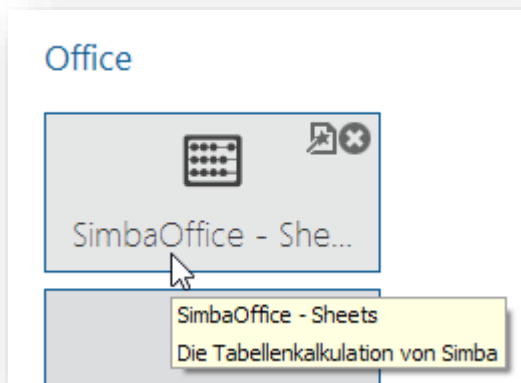 Office
SimbaOffice - She...
SimbaOffice - Sheets
Die Tabellenkalkulation von Simba